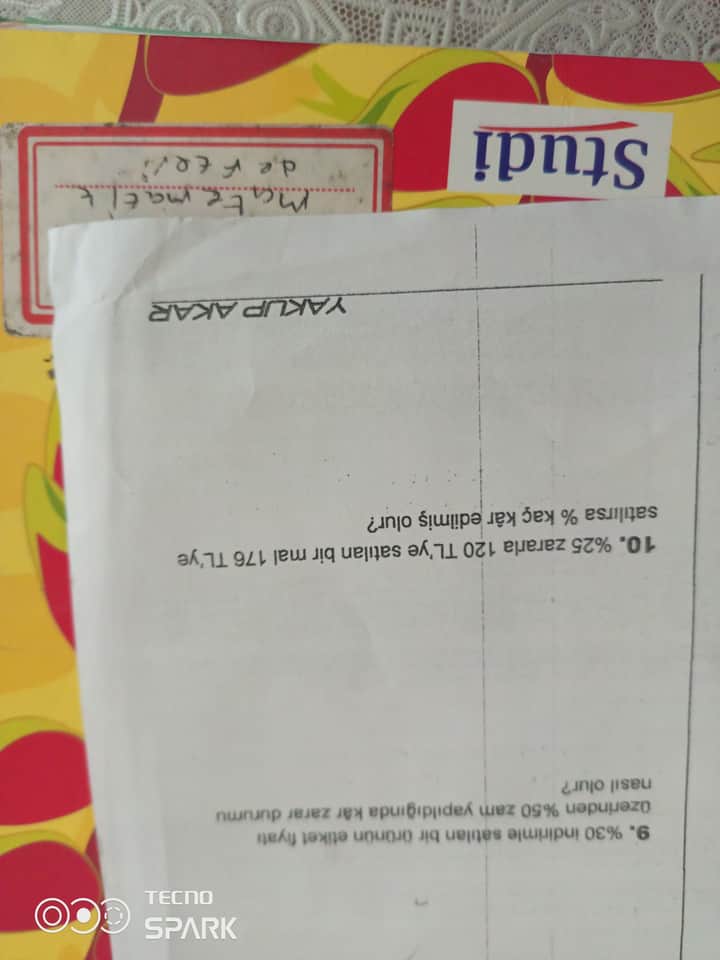 9. %30 indirimle satılan bir ürünün etiket fiyatı
üzerinden %50 zam yapıldığında kâr zarar durumu
nasıl olur?
10. %25 zararla 120 TL'ye satılan bir mal 176 TL'ye
satılırsa % kaç kâr edilmiş olur?
YAKUP AKAR
Studi
Matematik
defteri
TECNO
SPARK